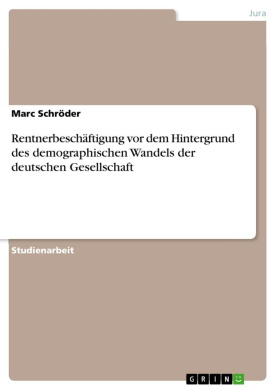 Jura
Marc Schröder
Rentnerbeschäftigung vor dem Hintergrund
des demographischen Wandels der
deutschen Gesellschaft
Studienarbeit
GRIN